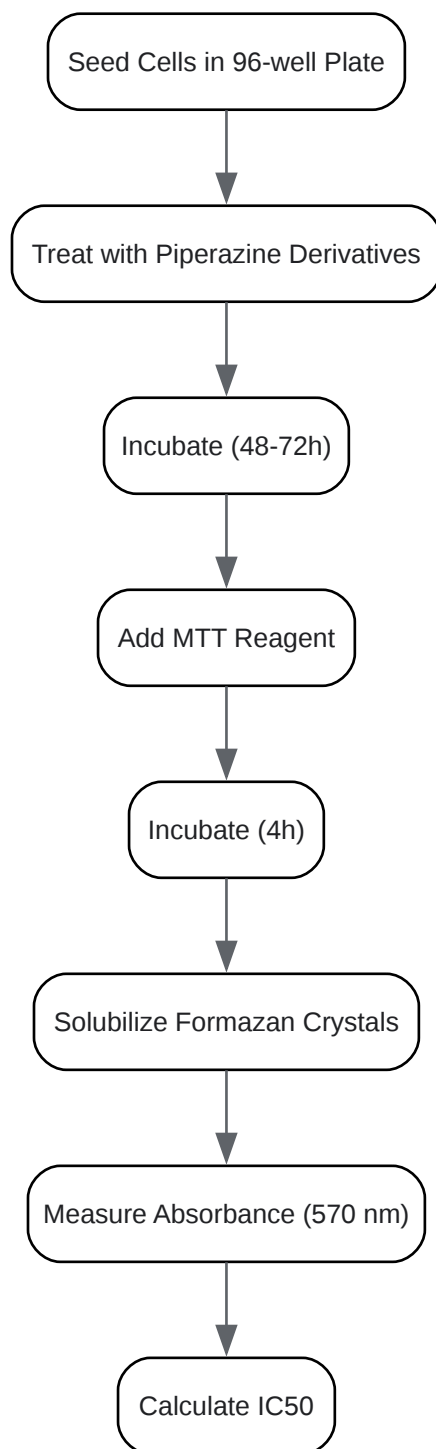 Seed Cells in 96-well Plate
Treat with Piperazine Derivatives
Incubate (48-72h)
Add MTT Reagent
Incubate (4h)
Solubilize Formazan Crystals
Measure Absorbance (570 nm)
Calculate IC50